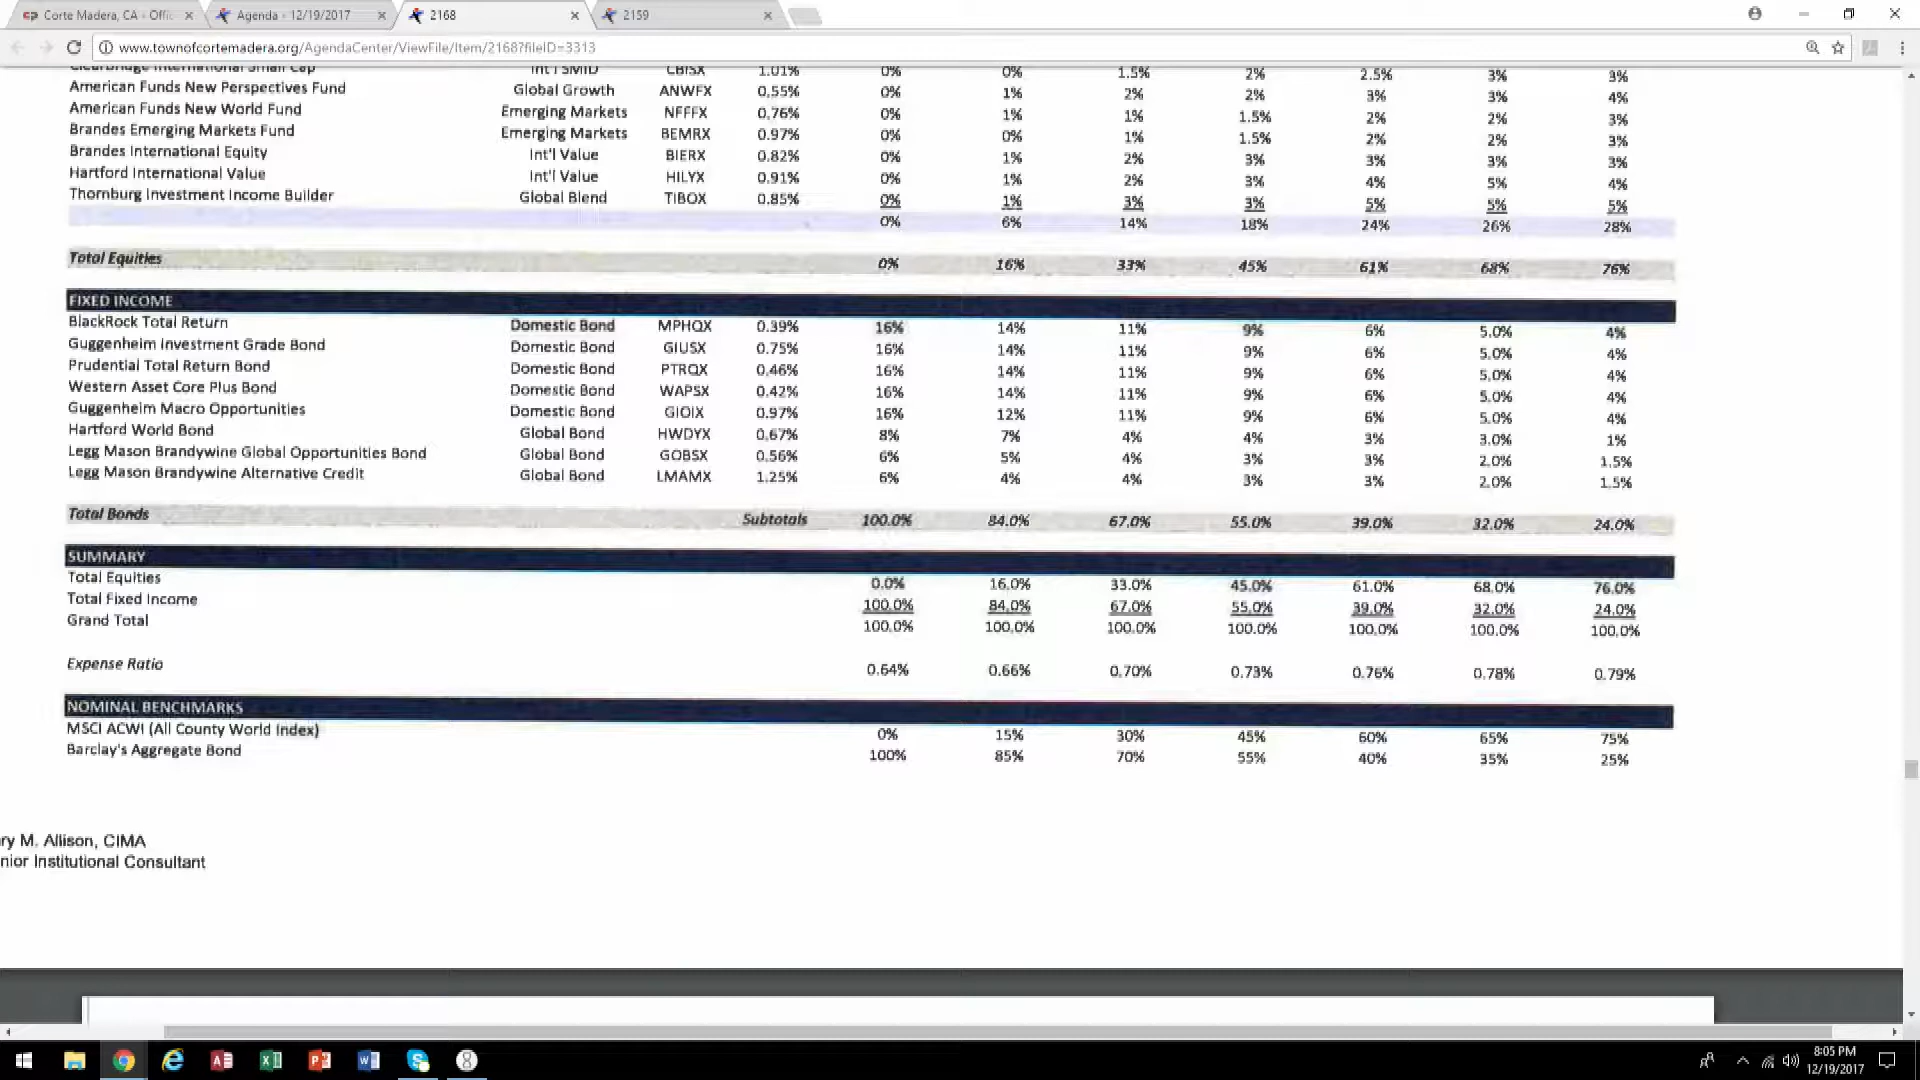 Corte Madera, CA - Offic
Agenda - 12/19/2017
2168
2159
www.townofcortemadera.org/AgendaCenter/ViewFile/Item/2168?fileID=3313
Clearbridge International Small Cap Int'l SMID CBISX 1.01% 0% 0% 1.5% 2% 2.5% 3% 3%
American Funds New Perspectives Fund Global Growth ANWFX 0.55% 0% 1% 2% 2% 3% 3% 4%
American Funds New World Fund Emerging Markets NFFFX 0.76% 0% 1% 1% 1.5% 2% 2% 3%
Brandes Emerging Markets Fund Emerging Markets BEMRX 0.97% 0% 0% 1% 1.5% 2% 2% 3%
Brandes International Equity Int'l Value BIERX 0.82% 0% 1% 2% 3% 3% 3% 3%
Hartford International Value Int'l Value HILYX 0.91% 0% 1% 2% 3% 4% 5% 4%
Thornburg Investment Income Builder Global Blend TIBOX 0.85% 0% 1% 3% 3% 5% 5% 5%
0% 6% 14% 18% 24% 26% 28%
Total Equities 0% 16% 33% 45% 61% 68% 76%
FIXED INCOME
BlackRock Total Return Domestic Bond MPHQX 0.39% 16% 14% 11% 9% 6% 5.0% 4%
Guggenheim Investment Grade Bond Domestic Bond GIUSX 0.75% 16% 14% 11% 9% 6% 5.0% 4%
Prudential Total Return Bond Domestic Bond PTRQX 0.46% 16% 14% 11% 9% 6% 5.0% 4%
Western Asset Core Plus Bond Domestic Bond WAPSX 0.42% 16% 14% 11% 9% 6% 5.0% 4%
Guggenheim Macro Opportunities Domestic Bond GIOIX 0.97% 16% 12% 11% 9% 6% 5.0% 4%
Hartford World Bond Global Bond HWDYX 0.67% 8% 7% 4% 4% 3% 3.0% 1%
Legg Mason Brandywine Global Opportunities Bond Global Bond GOBSX 0.56% 6% 5% 4% 3% 3% 2.0% 1.5%
Legg Mason Brandywine Alternative Credit Global Bond LMAMX 1.25% 6% 4% 4% 3% 3% 2.0% 1.5%
Total Bonds Subtotals 100.0% 84.0% 67.0% 55.0% 39.0% 32.0% 24.0%
SUMMARY
Total Equities 0.0% 16.0% 33.0% 45.0% 61.0% 68.0% 76.0%
Total Fixed Income 100.0% 84.0% 67.0% 55.0% 39.0% 32.0% 24.0%
Grand Total 100.0% 100.0% 100.0% 100.0% 100.0% 100.0% 100.0%
Expense Ratio 0.64% 0.66% 0.70% 0.73% 0.76% 0.78% 0.79%
NOMINAL BENCHMARKS
MSCI ACWI (All County World Index) 0% 15% 30% 45% 60% 65% 75%
Barclay's Aggregate Bond 100% 85% 70% 55% 40% 35% 25%
ry M. Allison, CIMA
nior Institutional Consultant
8:05 PM
12/19/2017